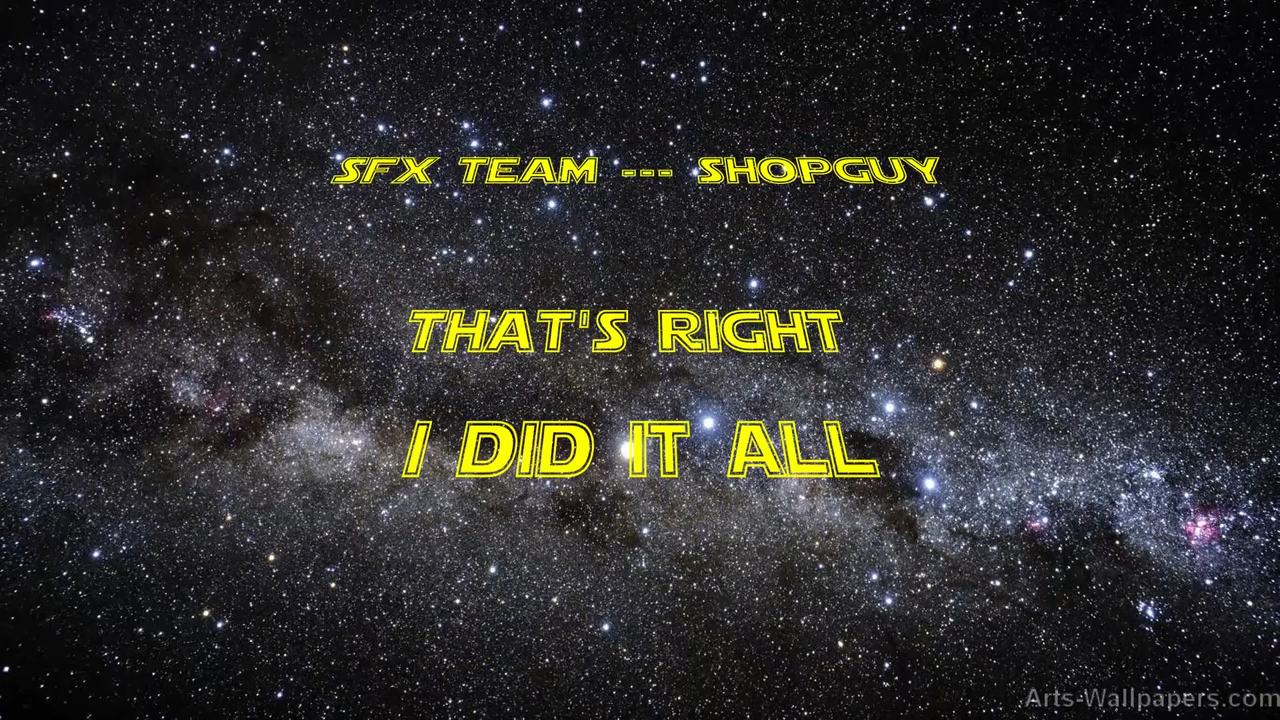 SFX TEAM --- SHOPGUY
THAT'S RIGHT
I DID IT ALL
Arts-Wallpapers.com